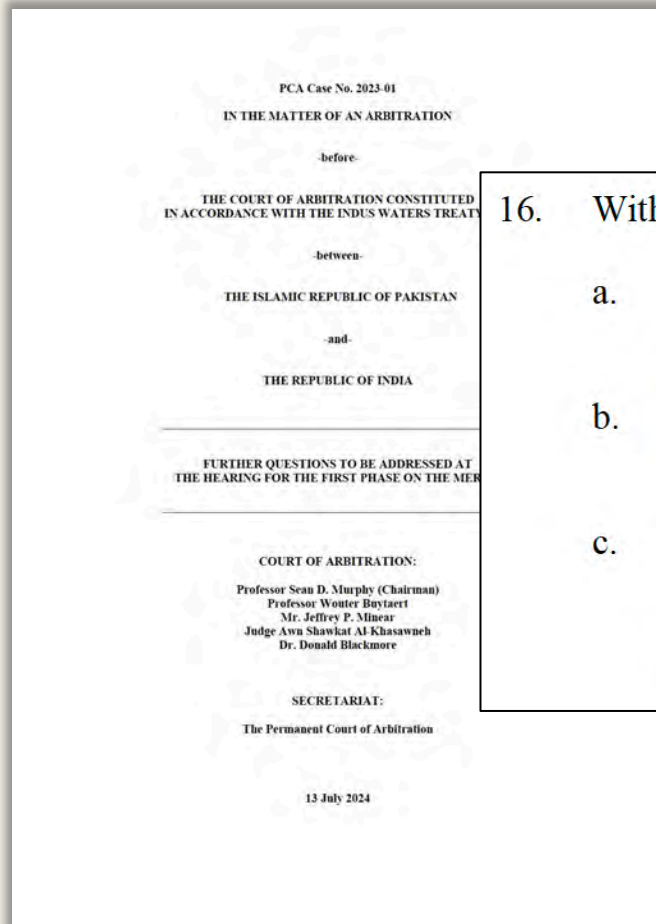 PCA Case No. 2023-01
IN THE MATTER OF AN ARBITRATION
-before-
THE COURT OF ARBITRATION CONSTITUTED
IN ACCORDANCE WITH THE INDUS WATERS TREATY
-between-
THE ISLAMIC REPUBLIC OF PAKISTAN
-and-
THE REPUBLIC OF INDIA
FURTHER QUESTIONS TO BE ADDRESSED AT
THE HEARING FOR THE FIRST PHASE ON THE MER
COURT OF ARBITRATION:
Professor Sean D. Murphy (Chairman)
Professor Wouter Buytaert
Mr. Jeffrey P. Minear
Judge Awn Shawkat Al-Khasawneh
Dr. Donald Blackmore
SECRETARIAT:
The Permanent Court of Arbitration
13 July 2024
16. With
a.
b.
c.